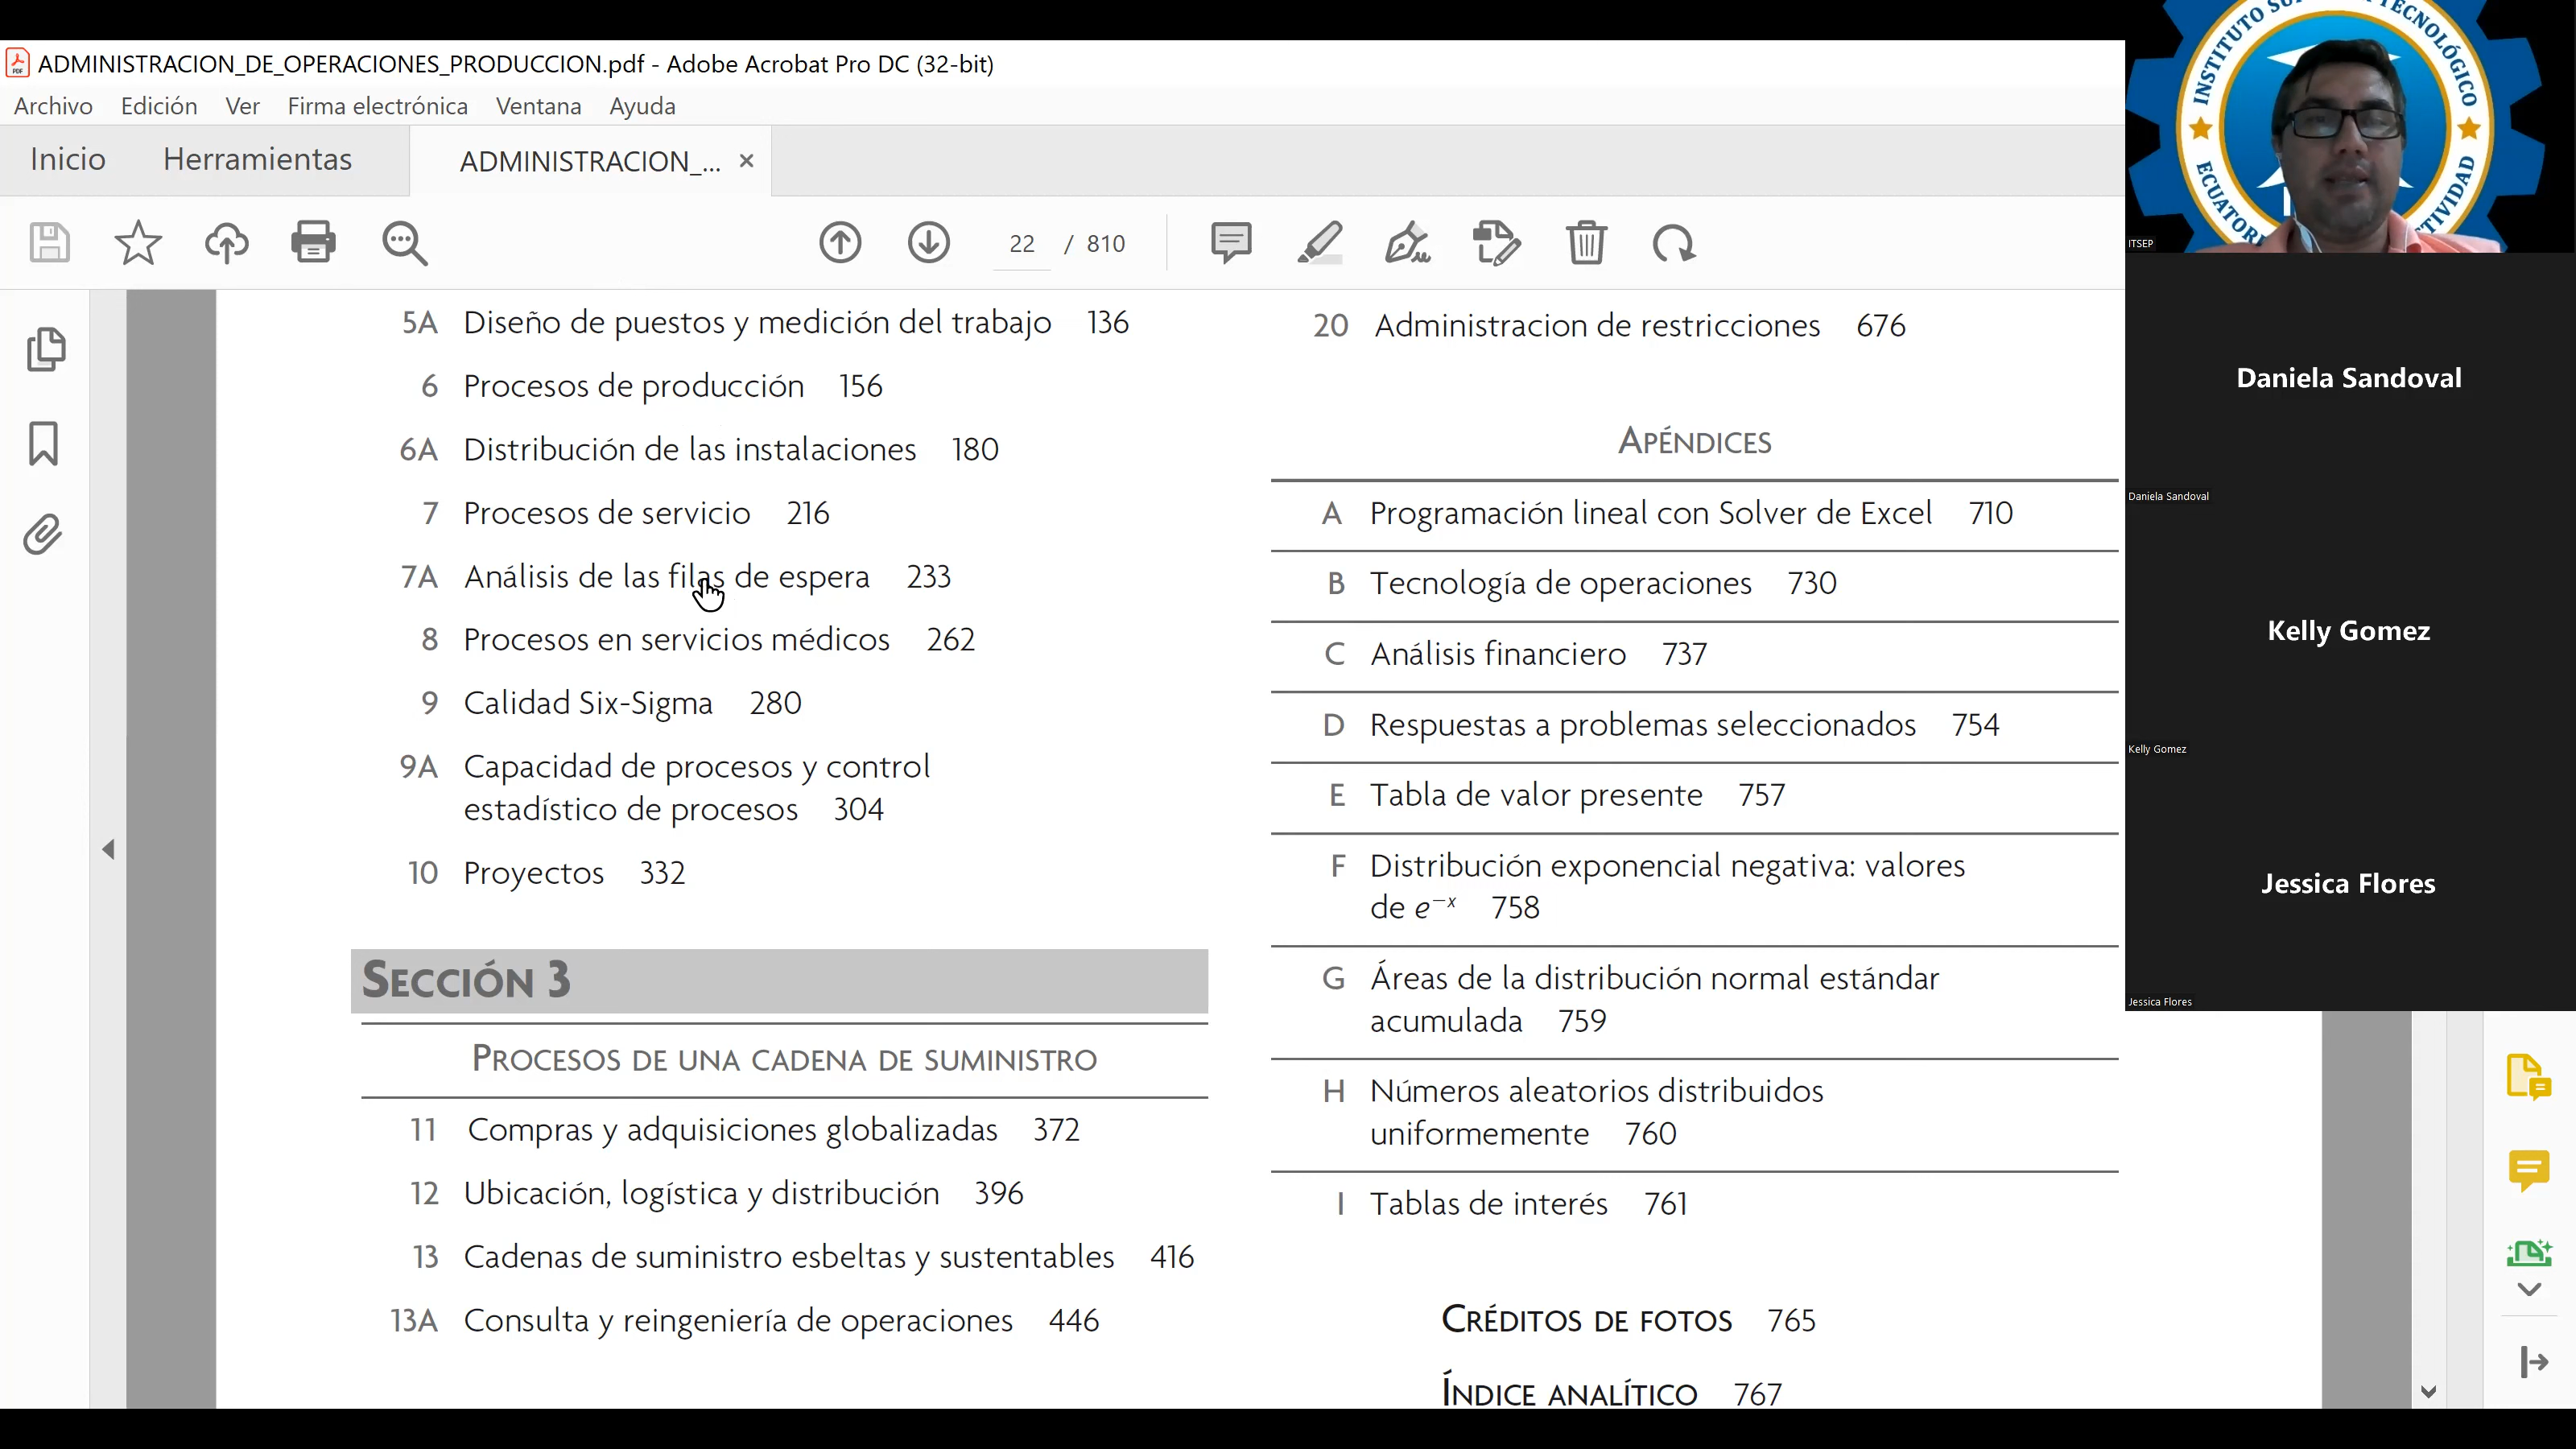 ADMINISTRACION_DE_OPERACIONES_PRODUCCION.pdf - Adobe Acrobat Pro DC (32-bit)
Archivo Edición Ver Firma electrónica Ventana Ayuda
Inicio Herramientas ADMINISTRACION_... ×
22 / 810
5A Diseño de puestos y medición del trabajo 136
6 Procesos de producción 156
6A Distribución de las instalaciones 180
7 Procesos de servicio 216
7A Análisis de las filas de espera 233
8 Procesos en servicios médicos 262
9 Calidad Six-Sigma 280
9A Capacidad de procesos y control
estadístico de procesos 304
10 Proyectos 332
SECCIÓN 3
PROCESOS DE UNA CADENA DE SUMINISTRO
11 Compras y adquisiciones globalizadas 372
12 Ubicación, logística y distribución 396
13 Cadenas de suministro esbeltas y sustentables 416
13A Consulta y reingeniería de operaciones 446
20 Administracion de restricciones 676
APÉNDICES
A Programación lineal con Solver de Excel 710
B Tecnología de operaciones 730
C Análisis financiero 737
D Respuestas a problemas seleccionados 754
E Tabla de valor presente 757
F Distribución exponencial negativa: valores
de e⁻ˣ 758
G Áreas de la distribución normal estándar
acumulada 759
H Números aleatorios distribuidos
uniformemente 760
I Tablas de interés 761
CRÉDITOS DE FOTOS 765
ÍNDICE ANALÍTICO 767
INSTITUTO
TECNOLÓGICO
ITSEP
Daniela Sandoval
Daniela Sandoval
Kelly Gomez
Kelly Gomez
Jessica Flores
Jessica Flores